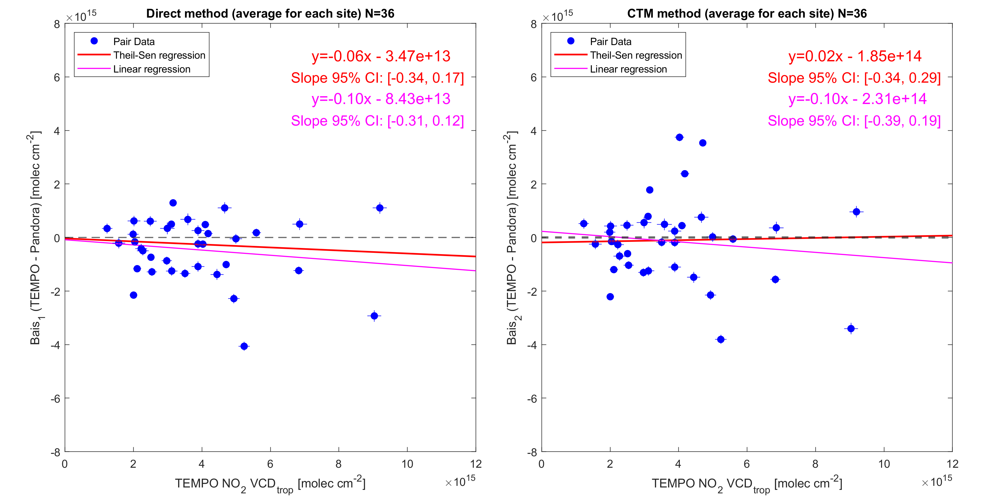 Direct method (average for each site) N=36
×10^15
8
6
4
2
0
-2
-4
-6
-8
Bais_1 (TEMPO - Pandora) [molec cm^-2]
Pair Data
Theil-Sen regression
Linear regression
y=-0.06x - 3.47e+13
Slope 95% CI: [-0.34, 0.17]
y=-0.10x - 8.43e+13
Slope 95% CI: [-0.31, 0.12]
0 2 4 6 8 10 12
TEMPO NO_2 VCD_trop [molec cm^-2]
×10^15
CTM method (average for each site) N=36
×10^15
8
6
4
2
0
-2
-4
-6
-8
Bais_2 (TEMPO - Pandora) [molec cm^-2]
Pair Data
Theil-Sen regression
Linear regression
y=0.02x - 1.85e+14
Slope 95% CI: [-0.34, 0.29]
y=-0.10x - 2.31e+14
Slope 95% CI: [-0.39, 0.19]
0 2 4 6 8 10 12
TEMPO NO_2 VCD_trop [molec cm^-2]
×10^15